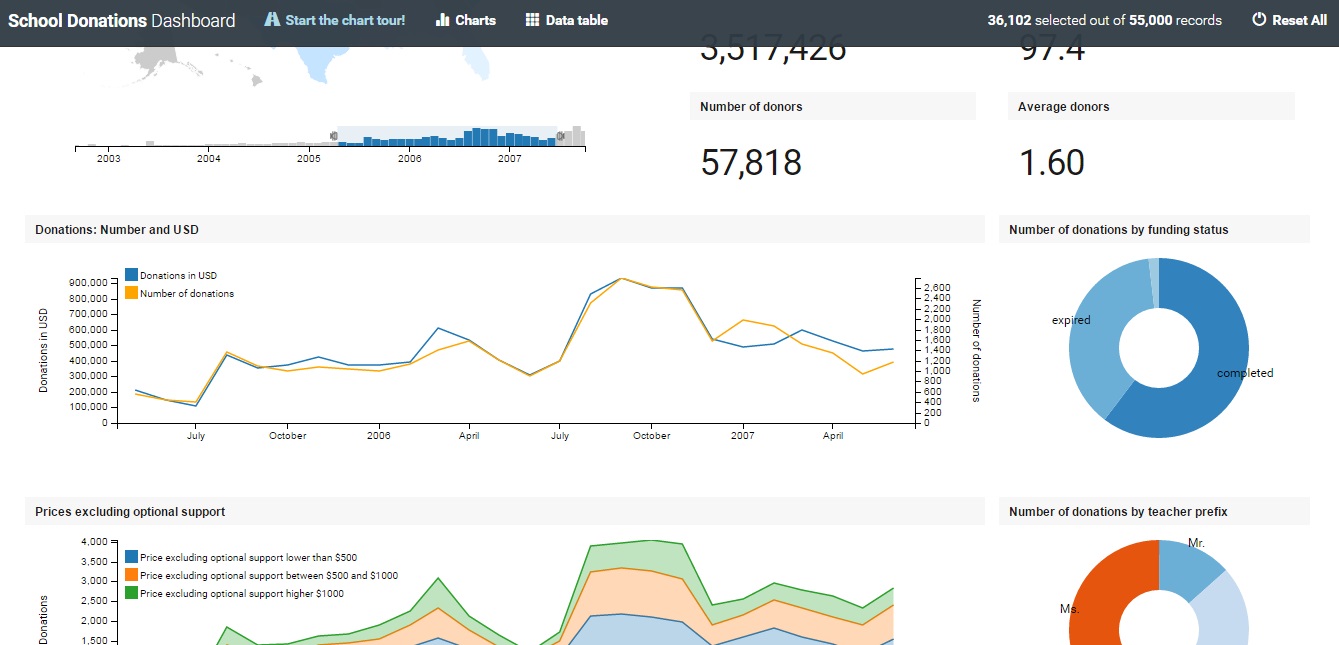 School Donations Dashboard
Start the chart tour!
Charts
Data table
36,102 selected out of 55,000 records
Reset All
3,517,426
97.4
Number of donors
Average donors
57,818
1.60
2003 2004 2005 2006 2007
Donations: Number and USD
Number of donations by funding status
Donations in USD
Number of donations
Donations in USD
900,000
800,000
700,000
600,000
500,000
400,000
300,000
200,000
100,000
0
2,600
2,400
2,200
2,000
1,800
1,600
1,400
1,200
1,000
800
600
400
200
0
Number of donations
July October 2006 April July October 2007 April
expired
completed
Prices excluding optional support
Number of donations by teacher prefix
Price excluding optional support lower than $500
Price excluding optional support between $500 and $1000
Price excluding optional support higher $1000
4,000
3,500
3,000
2,500
2,000
1,500
Donations
Mr.
Ms.